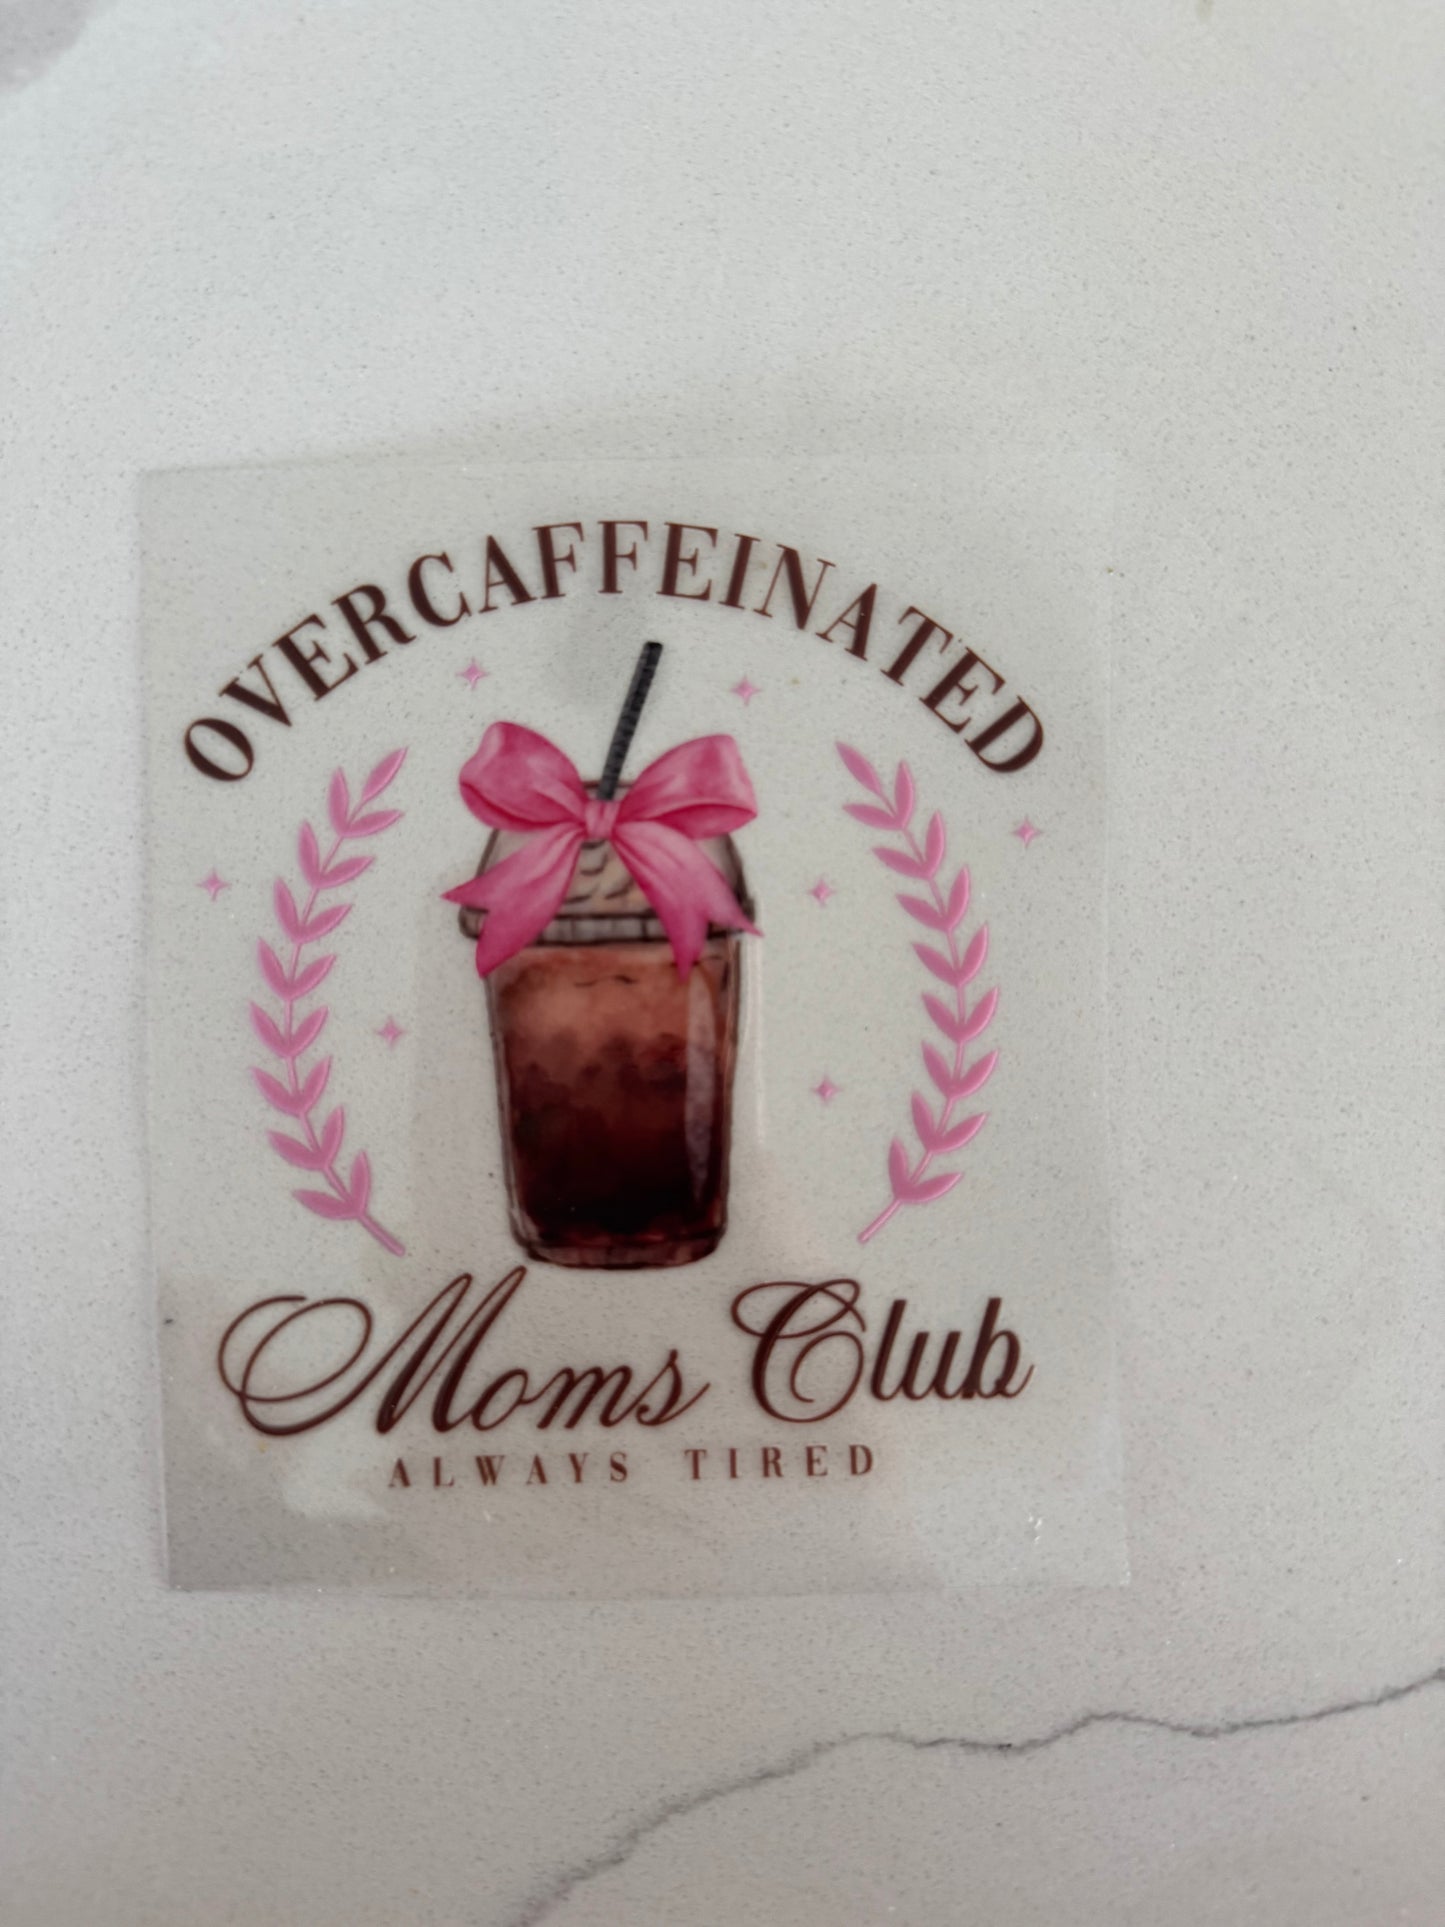 OVERCAFFEINATED
Moms Club
ALWAYS TIRED